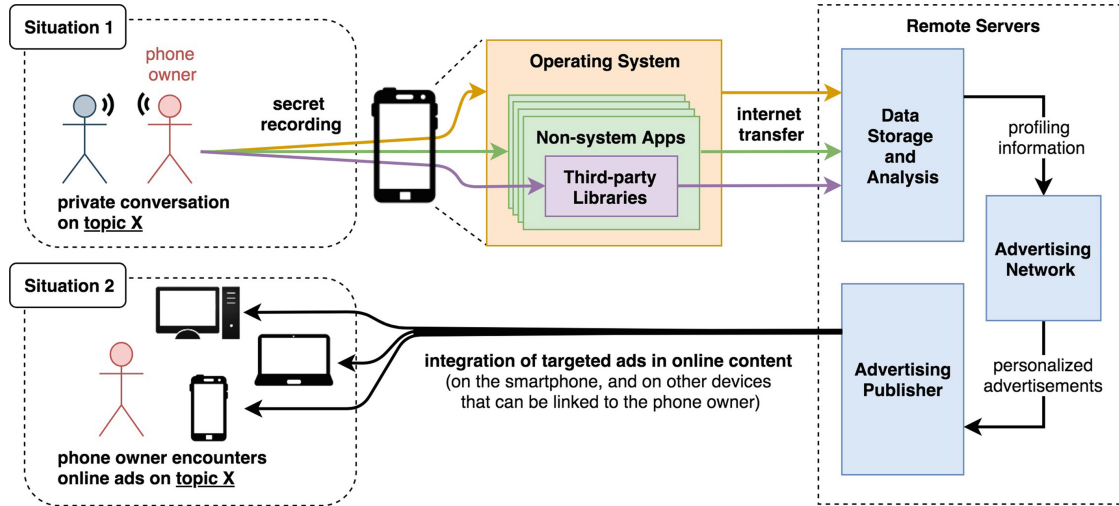 Situation 1
phone
owner
secret
recording
private conversation
on topic X
Operating System
Non-system Apps
Third-party
Libraries
internet
transfer
Remote Servers
Data
Storage
and
Analysis
profiling
information
Advertising
Network
personalized
advertisements
Advertising
Publisher
integration of targeted ads in online content
(on the smartphone, and on other devices
that can be linked to the phone owner)
Situation 2
phone owner encounters
online ads on topic X